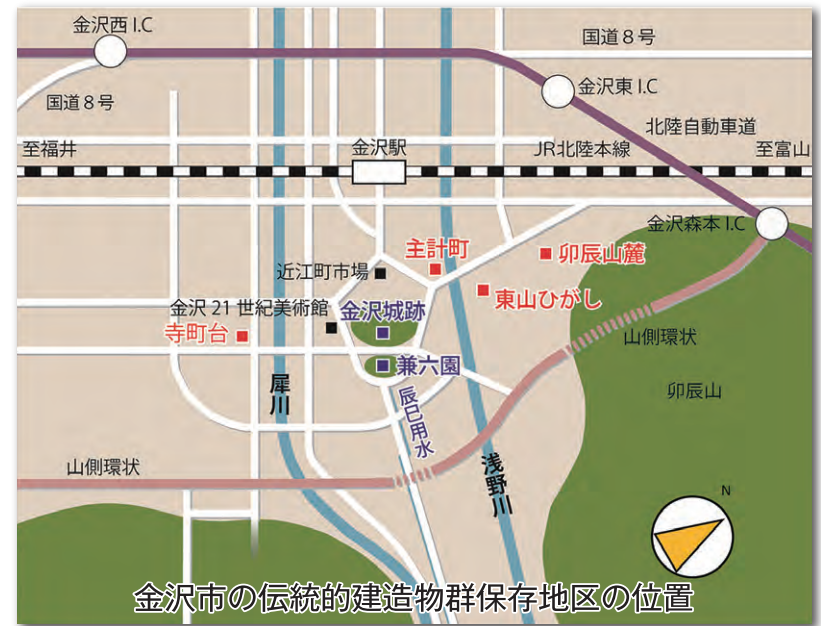 金沢西 I.C
国道８号
金沢東 I.C
国道８号
北陸自動車道
至福井
金沢駅
JR北陸本線
至富山
金沢森本 I.C
主計町
卯辰山麓
近江町市場
東山ひがし
金沢 21 世紀美術館
金沢城跡
寺町台
山側環状
兼六園
犀川
辰巳用水
卯辰山
山側環状
浅野川
N
金沢市の伝統的建造物群保存地区の位置